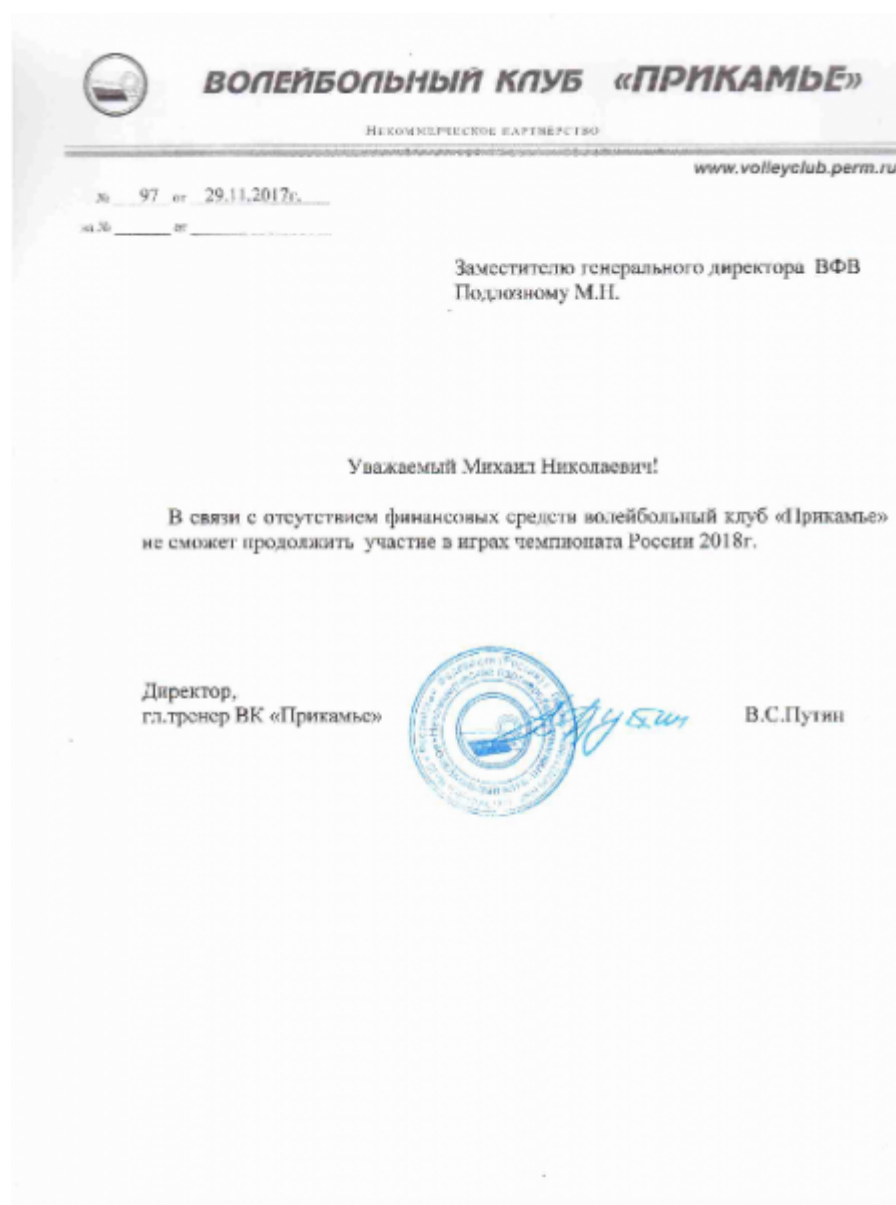 ВОЛЕЙБОЛЬНЫЙ КЛУБ «ПРИКАМЬЕ»
НЕКОММЕРЧЕСКОЕ ПАРТНЁРСТВО
www.volleyclub.perm.ru
№ 97 от 29.11.2017г.
на № от
Заместителю генерального директора ВФВ
Подлозному М.Н.
Уважаемый Михаил Николаевич!
В связи с отсутствием финансовых средств волейбольный клуб «Прикамье»
не сможет продолжить участие в играх чемпионата России 2018г.
Директор,
гл.тренер ВК «Прикамье»
В.С.Путин